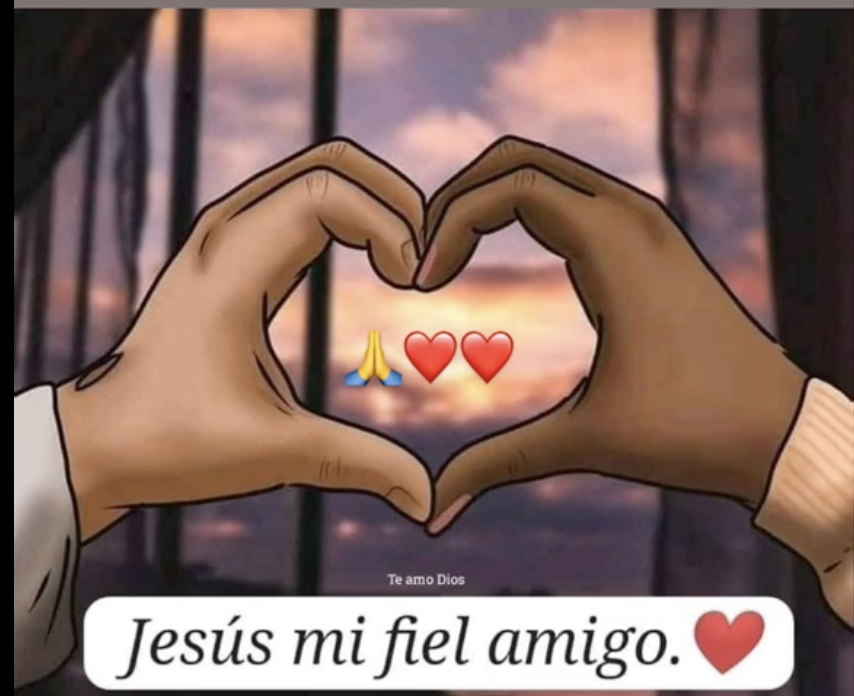 🙏❤️❤️
Te amo Dios
Jesús mi fiel amigo.❤️